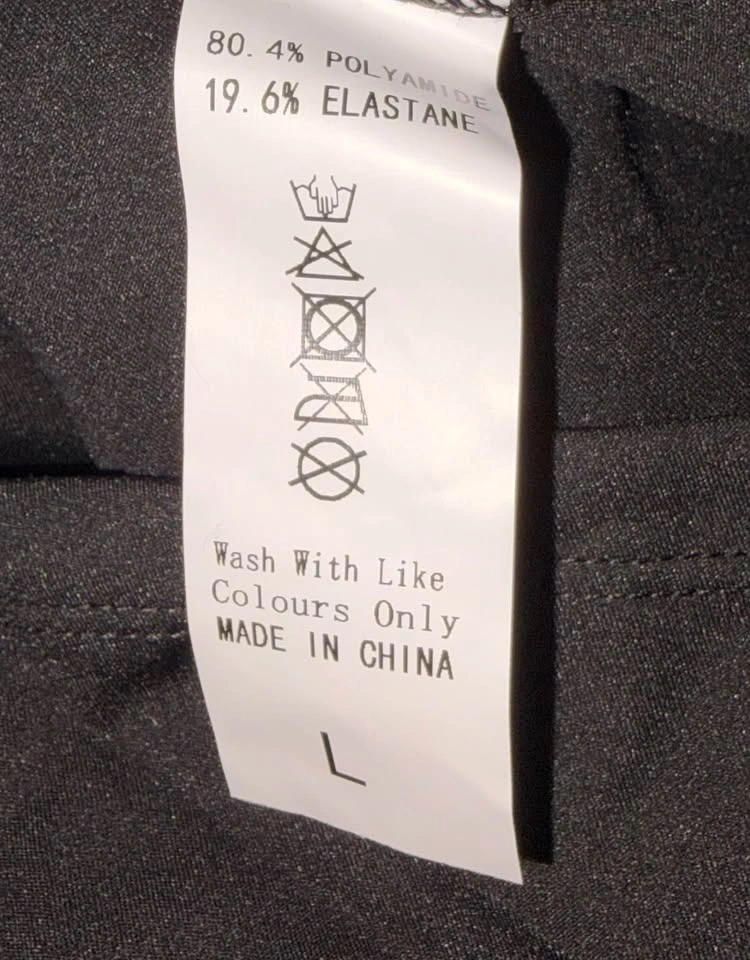 80.4% POLYAMIDE
19.6% ELASTANE
Wash With Like
Colours Only
MADE IN CHINA
L